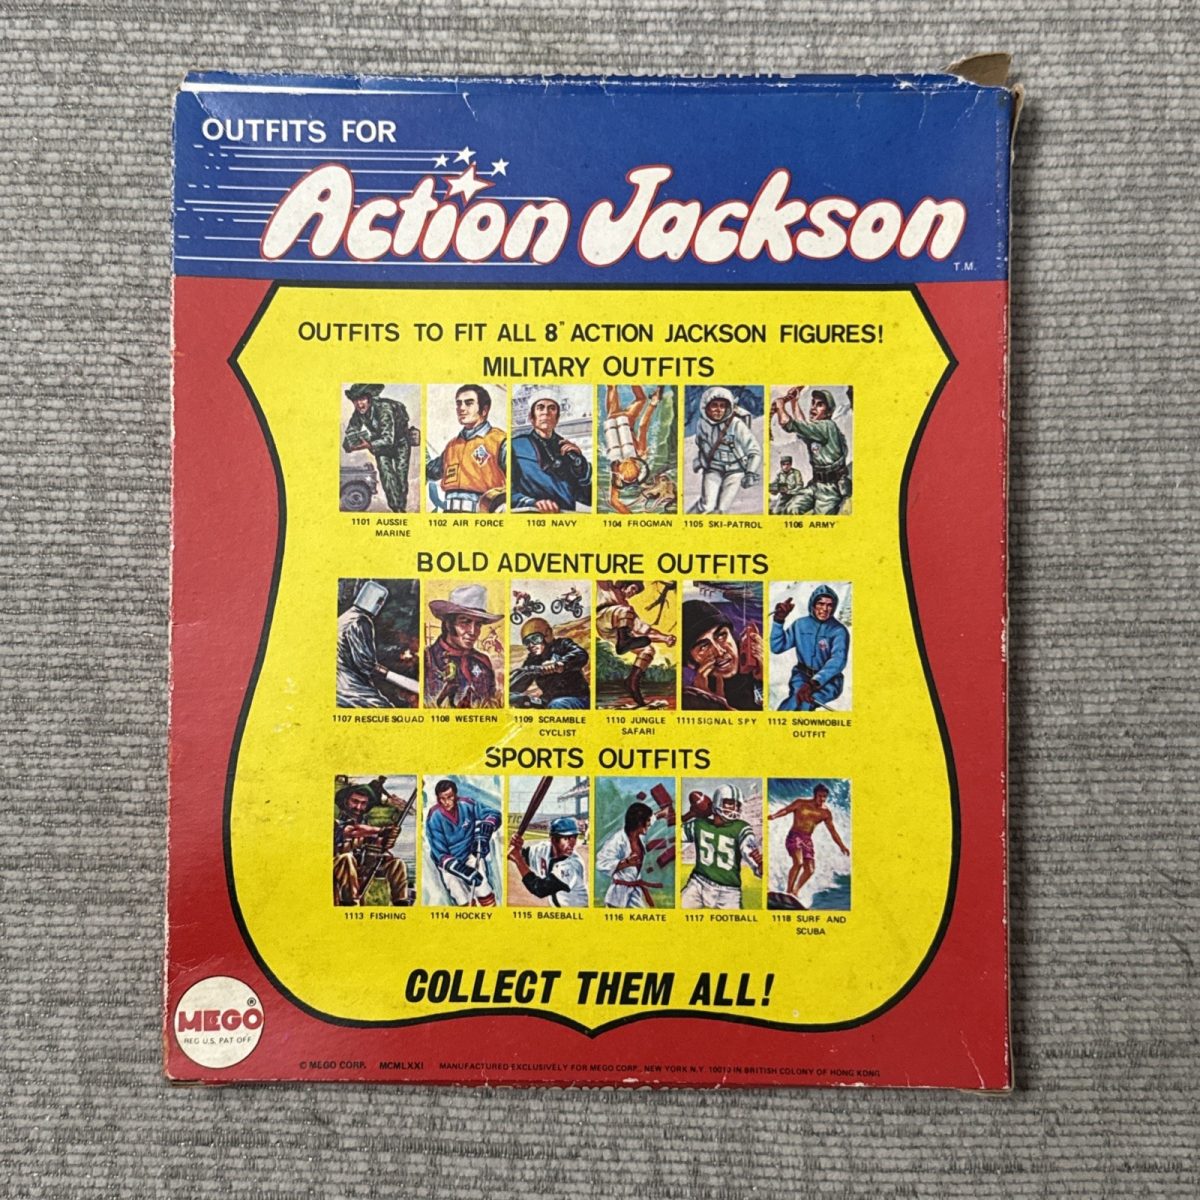 OUTFITS FOR
Action Jackson
T.M.
OUTFITS TO FIT ALL 8" ACTION JACKSON FIGURES!
MILITARY OUTFITS
1101 AUSSIE MARINE
1102 AIR FORCE
1103 NAVY
1104 FROGMAN
1105 SKI-PATROL
1106 ARMY
BOLD ADVENTURE OUTFITS
1107 RESCUE SQUAD
1108 WESTERN
1109 SCRAMBLE CYCLIST
1110 JUNGLE SAFARI
1111 SIGNAL SPY
1112 SNOWMOBILE OUTFIT
SPORTS OUTFITS
55
1113 FISHING
1114 HOCKEY
1115 BASEBALL
1116 KARATE
1117 FOOTBALL
1118 SURF AND SCUBA
COLLECT THEM ALL!
MEGO®
REG U.S. PAT OFF
© MEGO CORP. MCMLXXI MANUFACTURED EXCLUSIVELY FOR MEGO CORP., NEW YORK N.Y. 10010 IN BRITISH COLONY OF HONG KONG